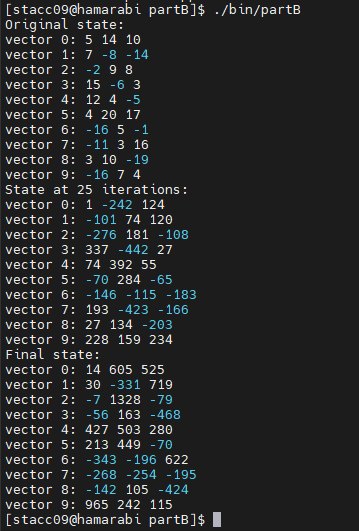 [stacc09@hamarabi partB]$ ./bin/partB
Original state:
vector 0: 5 14 10
vector 1: 7 -8 -14
vector 2: -2 9 8
vector 3: 15 -6 3
vector 4: 12 4 -5
vector 5: 4 20 17
vector 6: -16 5 -1
vector 7: -11 3 16
vector 8: 3 10 -19
vector 9: -16 7 4
State at 25 iterations:
vector 0: 1 -242 124
vector 1: -101 74 120
vector 2: -276 181 -108
vector 3: 337 -442 27
vector 4: 74 392 55
vector 5: -70 284 -65
vector 6: -146 -115 -183
vector 7: 193 -423 -166
vector 8: 27 134 -203
vector 9: 228 159 234
Final state:
vector 0: 14 605 525
vector 1: 30 -331 719
vector 2: -7 1328 -79
vector 3: -56 163 -468
vector 4: 427 503 280
vector 5: 213 449 -70
vector 6: -343 -196 622
vector 7: -268 -254 -195
vector 8: -142 105 -424
vector 9: 965 242 115
[stacc09@hamarabi partB]$